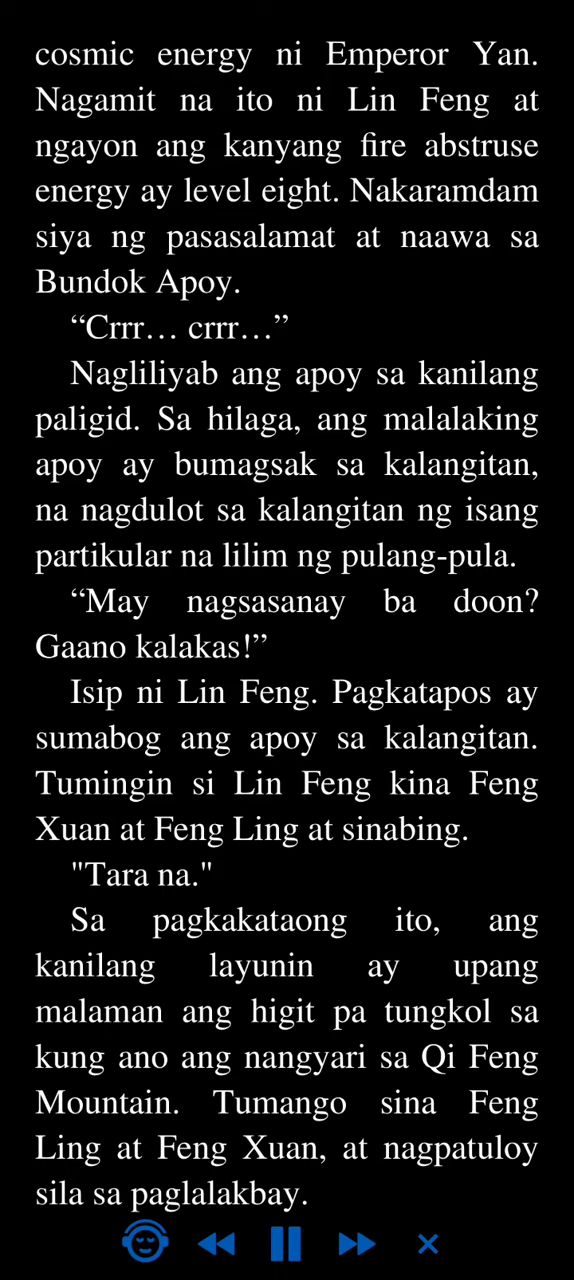 cosmic energy ni Emperor Yan.
Nagamit na ito ni Lin Feng at
ngayon ang kanyang fire abstruse
energy ay level eight. Nakaramdam
siya ng pasasalamat at naawa sa
Bundok Apoy.
“Crrr… crrr…”
Nagliliyab ang apoy sa kanilang
paligid. Sa hilaga, ang malalaking
apoy ay bumagsak sa kalangitan,
na nagdulot sa kalangitan ng isang
partikular na lilim ng pulang-pula.
“May nagsasanay ba doon?
Gaano kalakas!”
Isip ni Lin Feng. Pagkatapos ay
sumabog ang apoy sa kalangitan.
Tumingin si Lin Feng kina Feng
Xuan at Feng Ling at sinabing.
"Tara na."
Sa pagkakataong ito, ang
kanilang layunin ay upang
malaman ang higit pa tungkol sa
kung ano ang nangyari sa Qi Feng
Mountain. Tumango sina Feng
Ling at Feng Xuan, at nagpatuloy
sila sa paglalakbay.